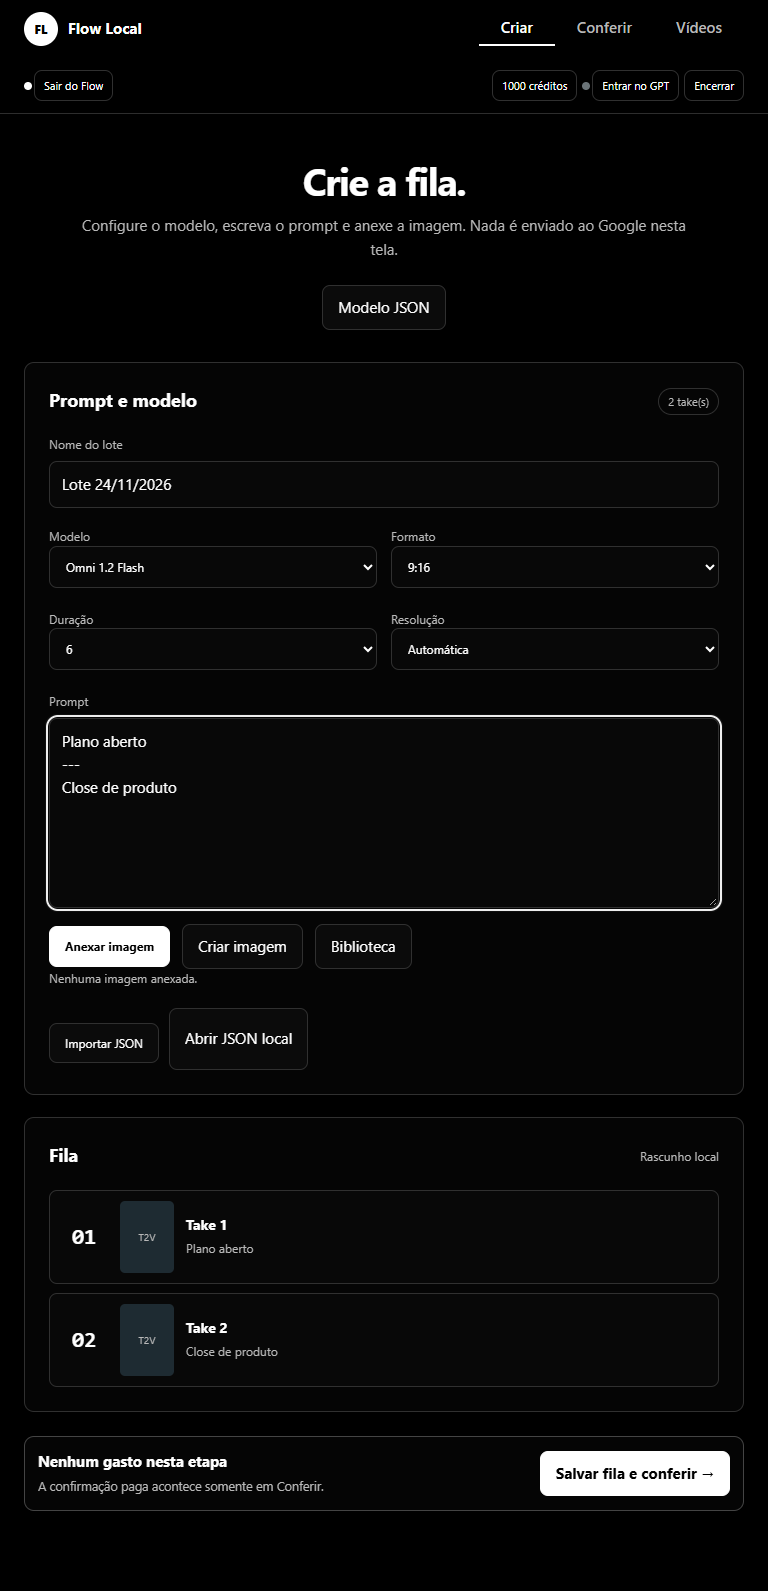 FL Flow Local
Criar Conferir Vídeos
Sair do Flow
1000 créditos Entrar no GPT Encerrar
Crie a fila.
Configure o modelo, escreva o prompt e anexe a imagem. Nada é enviado ao Google nesta
tela.
Modelo JSON
Prompt e modelo
2 take(s)
Nome do lote
Lote 24/11/2026
Modelo Formato
Omni 1.2 Flash 9:16
Duração Resolução
6 Automática
Prompt
Plano aberto
---
Close de produto
Anexar imagem Criar imagem Biblioteca
Nenhuma imagem anexada.
Importar JSON Abrir JSON local
Fila
Rascunho local
01 T2V Take 1
Plano aberto
02 T2V Take 2
Close de produto
Nenhum gasto nesta etapa
A confirmação paga acontece somente em Conferir.
Salvar fila e conferir →